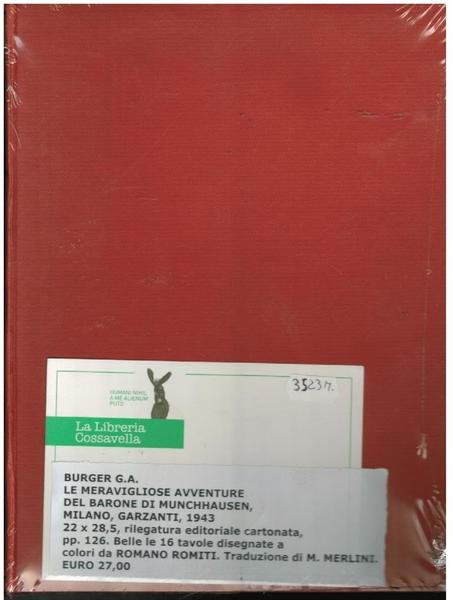 HUMANI NIHIL
A ME ALIENUM
PUTO
3523 n.
La Libreria
Cossavella
BURGER G.A.
LE MERAVIGLIOSE AVVENTURE
DEL BARONE DI MUNCHHAUSEN,
MILANO, GARZANTI, 1943
22 x 28,5, rilegatura editoriale cartonata,
pp. 126. Belle le 16 tavole disegnate a
colori da ROMANO ROMITI. Traduzione di M. MERLINI.
EURO 27,00